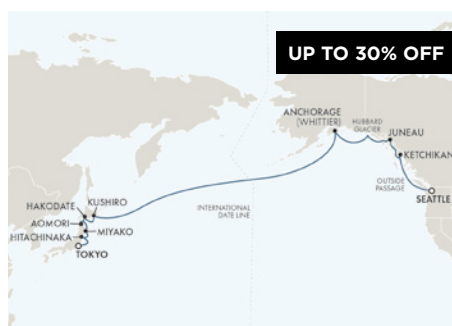 UP TO 30% OFF
ANCHORAGE
(WHITTIER)
HUBBARD
GLACIER
JUNEAU
KETCHIKAN
OUTSIDE
PASSAGE
SEATTLE
INTERNATIONAL
DATE LINE
HAKODATE
KUSHIRO
AOMORI
MIYAKO
HITACHINAKA
TOKYO